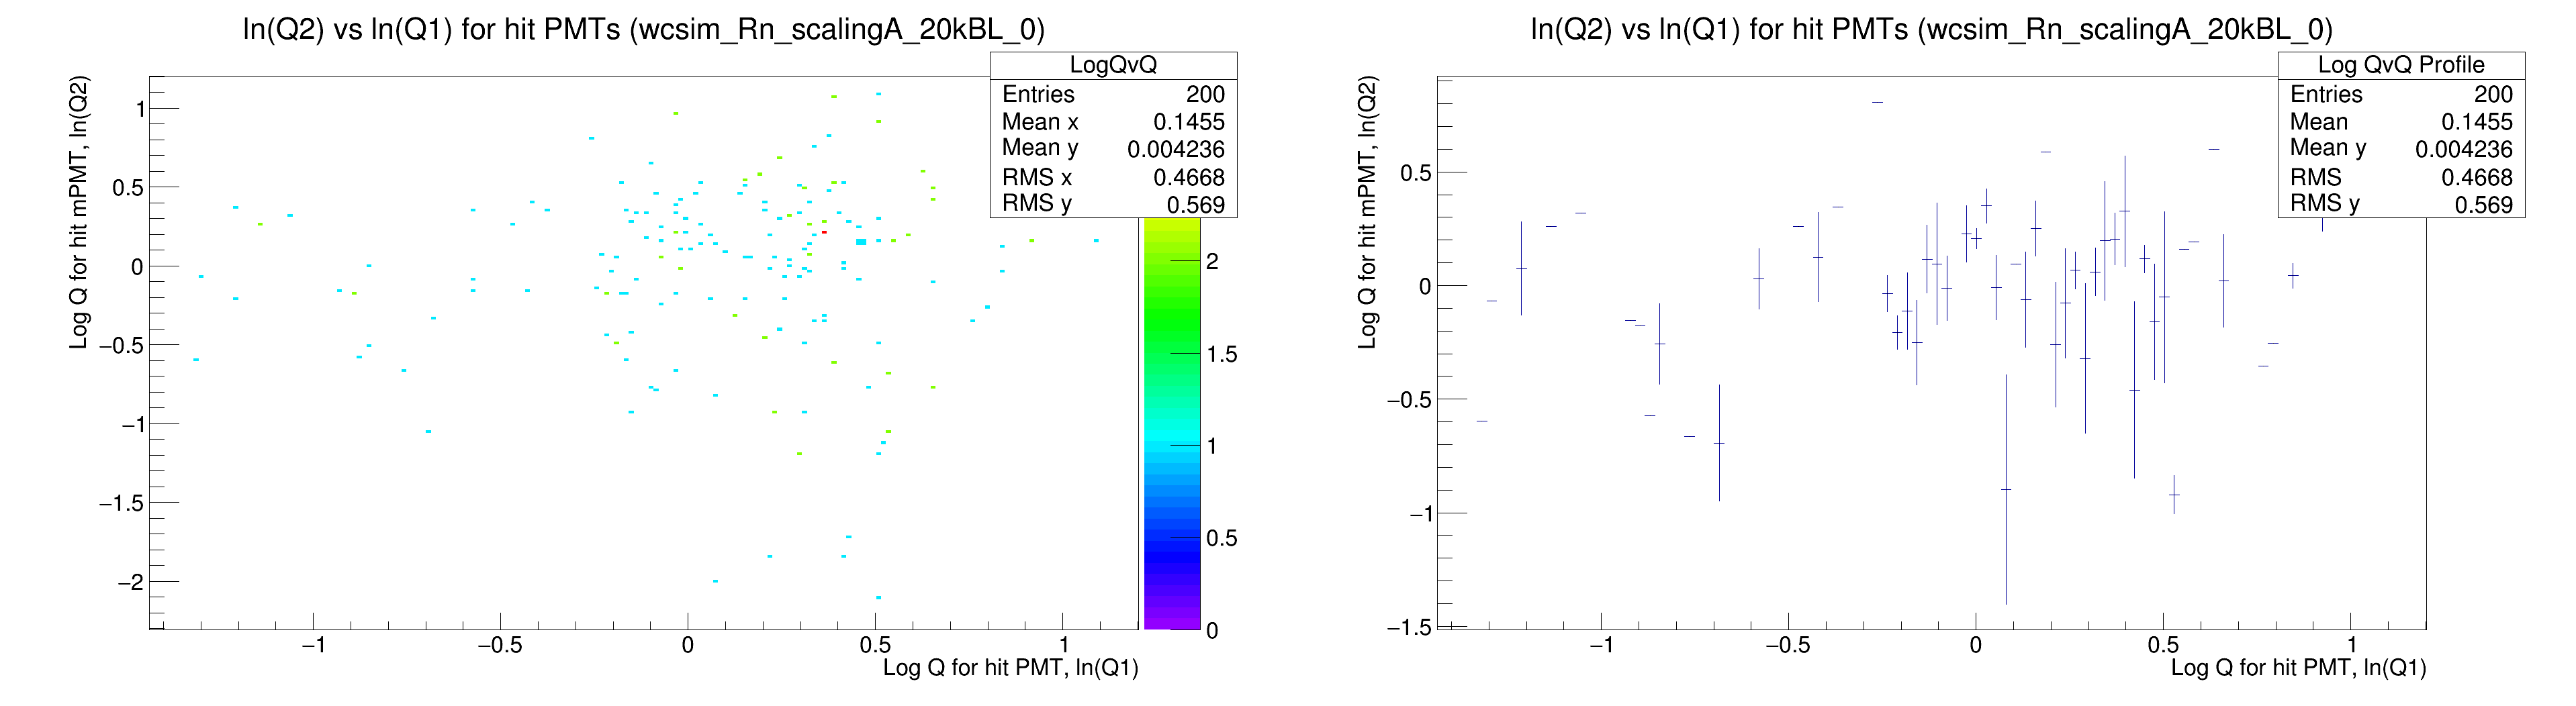 ln(Q2) vs ln(Q1) for hit PMTs (wcsim_Rn_scalingA_20kBL_0)
LogQvQ
Entries 200
Mean x 0.1455
Mean y 0.004236
RMS x 0.4668
RMS y 0.569
Log Q for hit mPMT, ln(Q2)
1
0.5
0
−0.5
−1
−1.5
−2
−1
−0.5
0
0.5
1
Log Q for hit PMT, ln(Q1)
2
1.5
1
0.5
0
ln(Q2) vs ln(Q1) for hit PMTs (wcsim_Rn_scalingA_20kBL_0)
Log QvQ Profile
Entries 200
Mean 0.1455
Mean y 0.004236
RMS 0.4668
RMS y 0.569
Log Q for hit mPMT, ln(Q2)
0.5
0
−0.5
−1
−1.5
−1
−0.5
0
0.5
1
Log Q for hit PMT, ln(Q1)